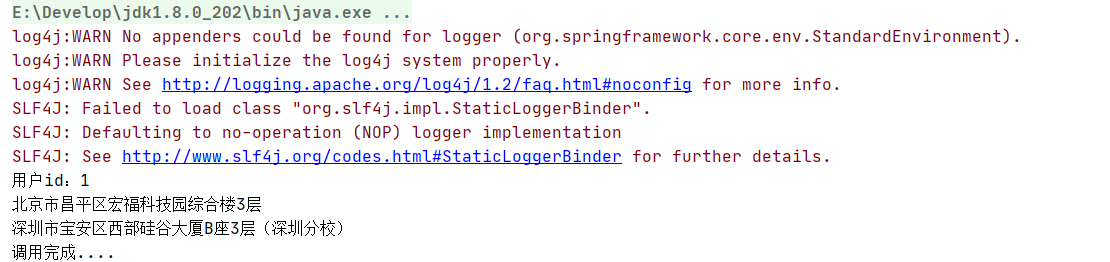 E:\Develop\jdk1.8.0_202\bin\java.exe ...
log4j:WARN No appenders could be found for logger (org.springframework.core.env.StandardEnvironment).
log4j:WARN Please initialize the log4j system properly.
log4j:WARN See http://logging.apache.org/log4j/1.2/faq.html#noconfig for more info.
SLF4J: Failed to load class "org.slf4j.impl.StaticLoggerBinder".
SLF4J: Defaulting to no-operation (NOP) logger implementation
SLF4J: See http://www.slf4j.org/codes.html#StaticLoggerBinder for further details.
用户id：1
北京市昌平区宏福科技园综合楼3层
深圳市宝安区西部硅谷大厦B座3层（深圳分校）
调用完成....